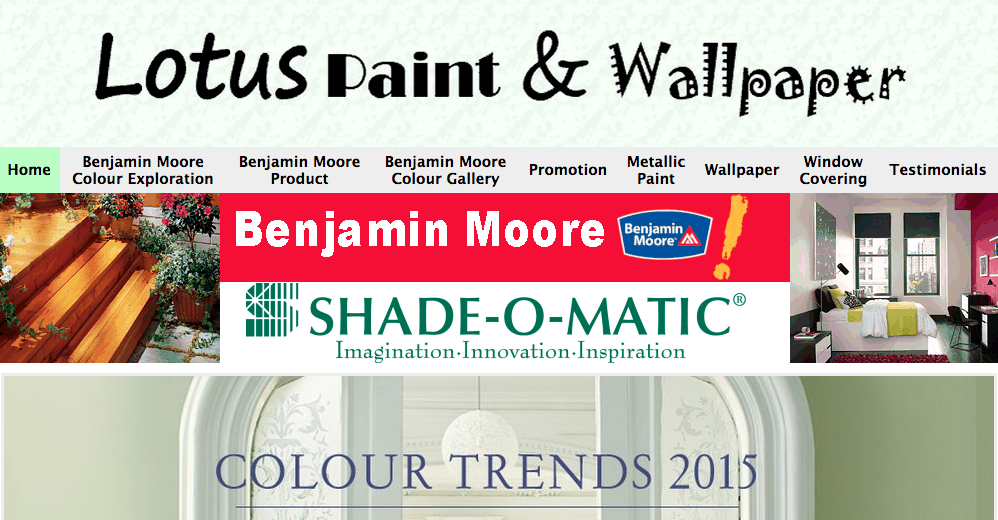 Lotus Paint & Wallpaper
Home
Benjamin Moore
Colour Exploration
Benjamin Moore
Product
Benjamin Moore
Colour Gallery
Promotion
Metallic
Paint
Wallpaper
Window
Covering
Testimonials
Benjamin Moore
Benjamin
Moore®
!
SHADE-O-MATIC®
Imagination·Innovation·Inspiration
COLOUR TRENDS 2015